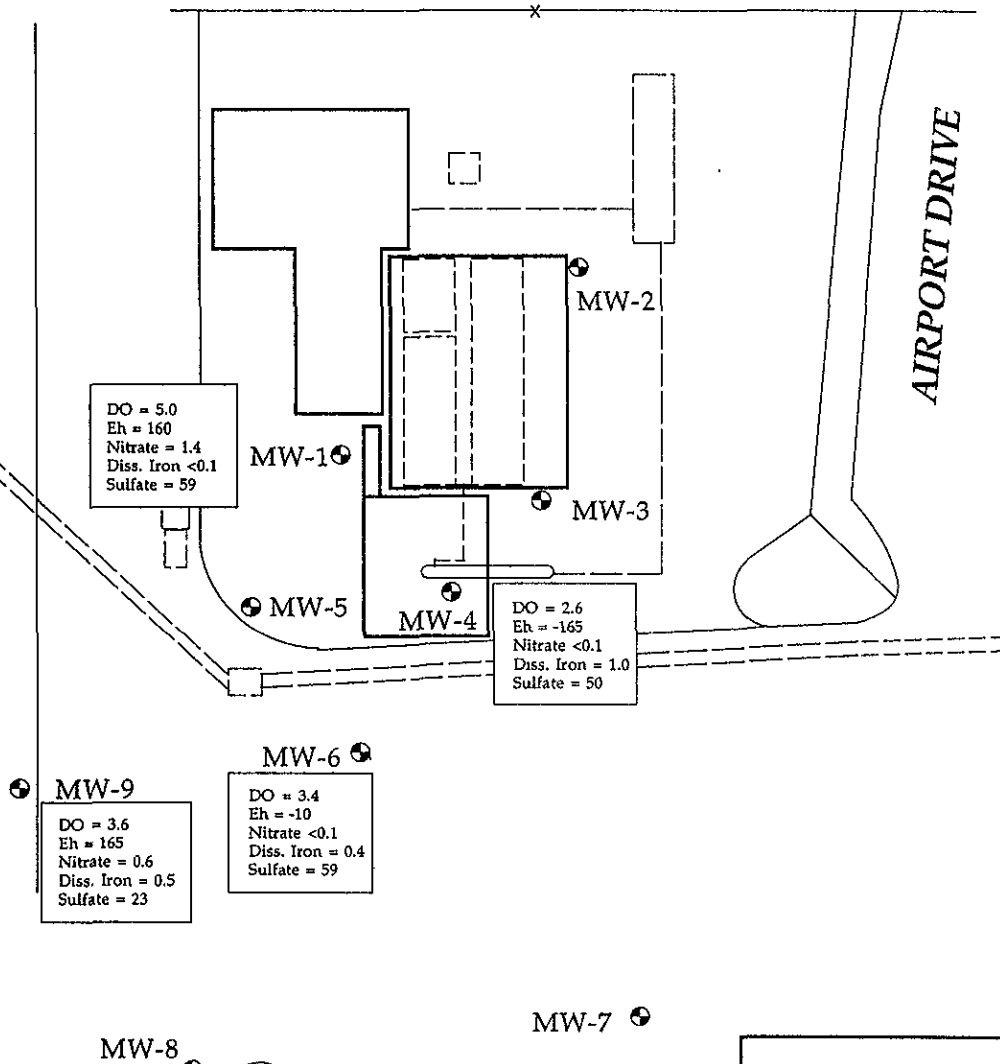 x
AIRPORT DRIVE
MW-2
DO = 5.0
Eh = 160
Nitrate = 1.4
Diss. Iron <0.1
Sulfate = 59
MW-1
MW-3
MW-5
MW-4
DO = 2.6
Eh = -165
Nitrate <0.1
Diss. Iron = 1.0
Sulfate = 50
MW-6
DO = 3.4
Eh = -10
Nitrate <0.1
Diss. Iron = 0.4
Sulfate = 59
MW-9
DO = 3.6
Eh = 165
Nitrate = 0.6
Diss. Iron = 0.5
Sulfate = 23
MW-7
MW-8